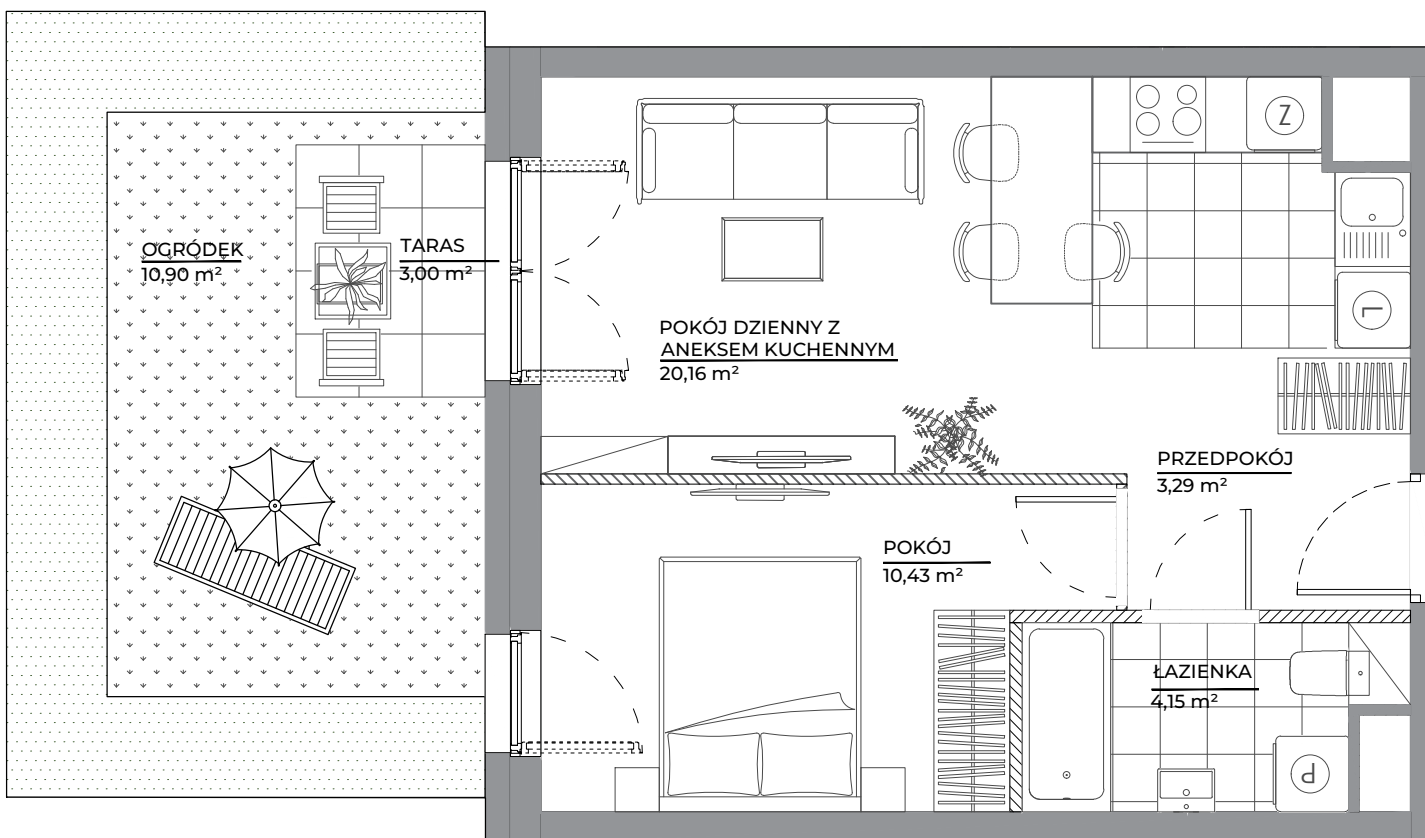 Z
OGRÓDEK
10,90 m²
TARAS
3,00 m²
L
POKÓJ DZIENNY Z
ANEKSEM KUCHENNYM
20,16 m²
PRZEDPOKÓJ
3,29 m²
POKÓJ
10,43 m²
ŁAZIENKA
4,15 m²
P